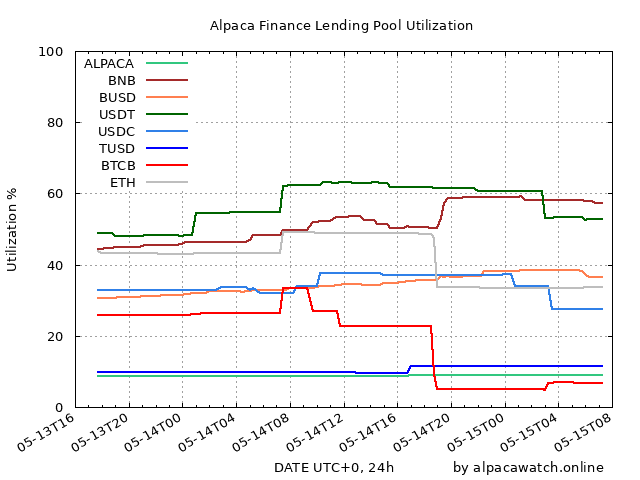 Alpaca Finance Lending Pool Utilization
100
80
60
40
20
0
Utilization %
ALPACA
BNB
BUSD
USDT
USDC
TUSD
BTCB
ETH
05-13T16
05-13T20
05-14T00
05-14T04
05-14T08
05-14T12
05-14T16
05-14T20
05-15T00
05-15T04
05-15T08
DATE UTC+0, 24h
by alpacawatch.online